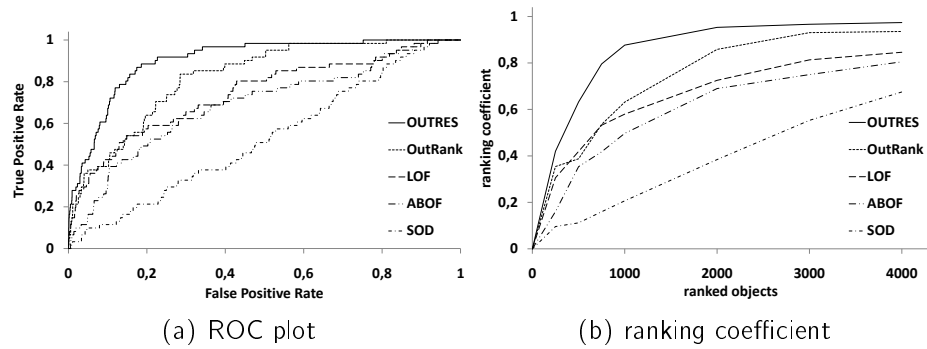 True Positive Rate
1
0,8
0,6
0,4
0,2
0
OUTRES
OutRank
LOF
ABOF
SOD
0 0,2 0,4 0,6 0,8 1
False Positive Rate
(a) ROC plot
ranking coefficient
1
0,8
0,6
0,4
0,2
0
OUTRES
OutRank
LOF
ABOF
SOD
0 1000 2000 3000 4000
ranked objects
(b) ranking coefficient